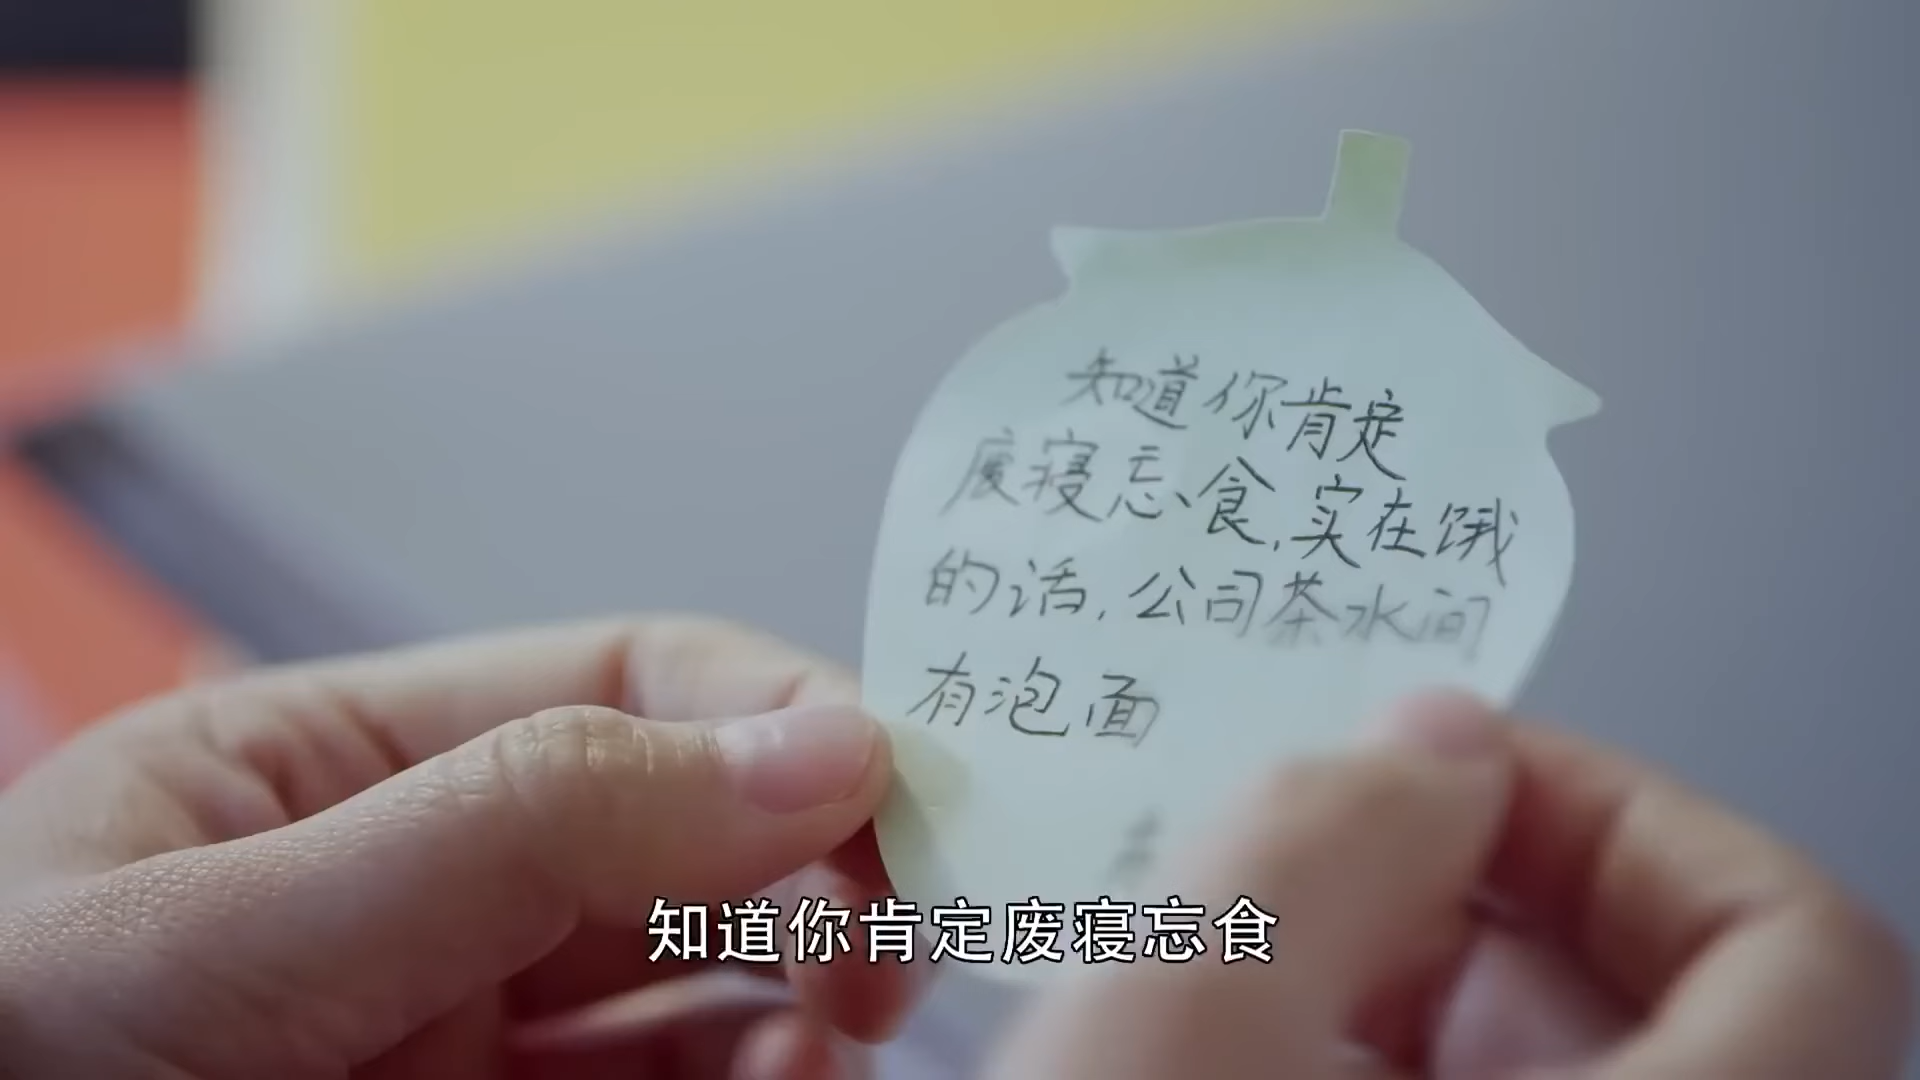 知道你肯定
废寝忘食,实在饿
的话,公司茶水间
有泡面
知道你肯定废寝忘食